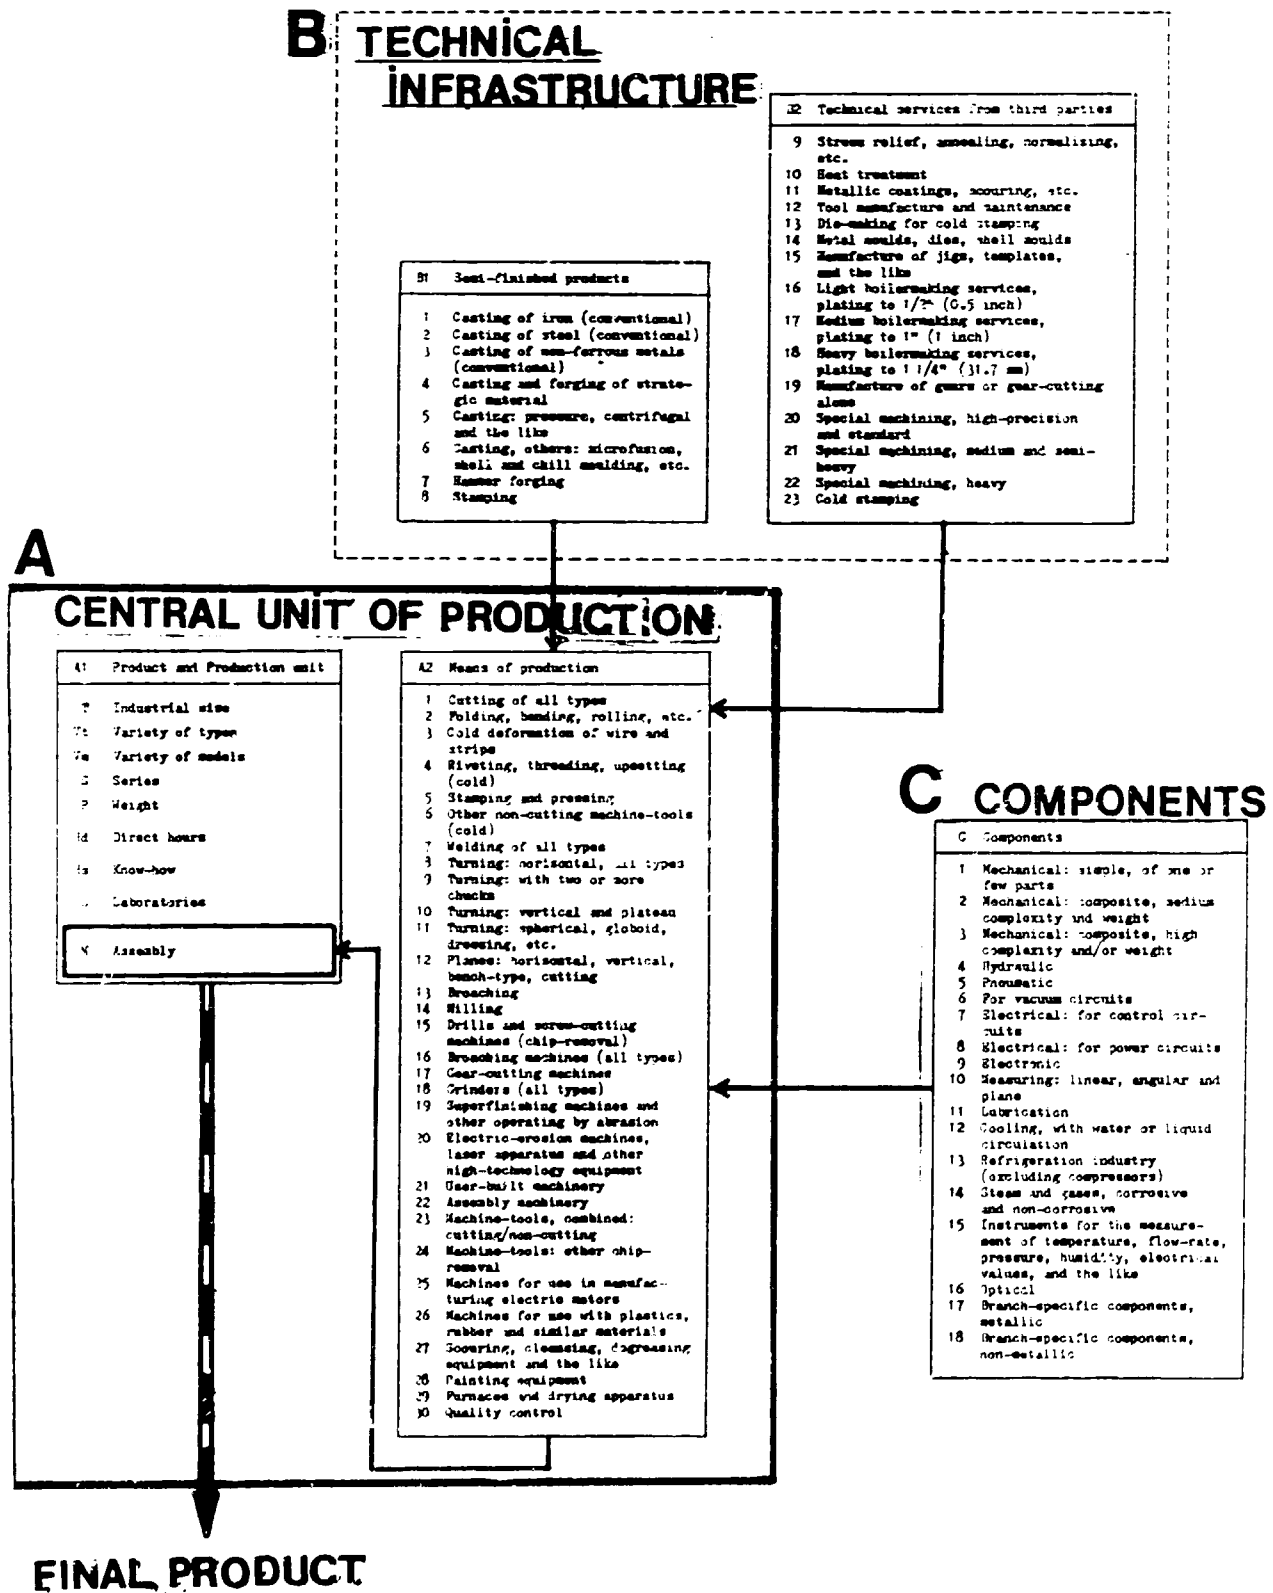 B TECHNICAL
INFRASTRUCTURE
B2 Technical services from third parties
9 Stress relief, annealing, normalizing,
etc.
10 Heat treatment
11 Metallic coatings, scouring, etc.
12 Tool manufacture and maintenance
13 Die-making for cold stamping
14 Metal moulds, dies, shell moulds
15 Manufacture of jigs, templates,
and the like
16 Light boilermaking services,
plating to 1/2" (0.5 inch)
17 Medium boilermaking services,
plating to 1" (1 inch)
18 Heavy boilermaking services,
plating to 1 1/4" (31.7 mm)
19 Manufacture of gears or gear-cutting
alone
20 Special machining, high-precision
and standard
21 Special machining, medium and semi-
heavy
22 Special machining, heavy
23 Cold stamping
B1 Semi-finished products
1 Casting of iron (conventional)
2 Casting of steel (conventional)
3 Casting of non-ferrous metals
(conventional)
4 Casting and forging of strate-
gic material
5 Casting: pressure, centrifugal
and the like
6 Casting, others: microfusion,
shell and chill moulding, etc.
7 Hammer forging
8 Stamping
A
CENTRAL UNIT OF PRODUCTION
A1 Product and Production unit
Industrial size
Variety of types
Variety of models
S Series
P Weight
Hd Direct hours
Know-how
Laboratories
Assembly
A2 Means of production
1 Cutting of all types
2 Folding, bending, rolling, etc.
3 Cold deformation of wire and
strips
4 Riveting, threading, upsetting
(cold)
5 Stamping and pressing
6 Other non-cutting machine-tools
(cold)
7 Welding of all types
8 Turning: horisontal, all types
9 Turning: with two or more
chucks
10 Turning: vertical and plateau
11 Turning: spherical, globoid,
dressing, etc.
12 Planes: horisontal, vertical,
bench-type, cutting
13 Broaching
14 Milling
15 Drills and screw-cutting
machines (chip-removal)
16 Broaching machines (all types)
17 Gear-cutting machines
18 Grinders (all types)
19 Superfinishing machines and
other operating by abrasion
20 Electric-erosion machines,
laser apparatus and other
high-technology equipment
21 User-built machinery
22 Assembly machinery
23 Machine-tools, combined:
cutting/non-cutting
24 Machine-tools: other chip-
removal
25 Machines for use in manufac-
turing electric motors
26 Machines for use with plastics,
rubber and similar materials
27 Scouring, cleansing, degreasing
equipment and the like
28 Painting equipment
29 Furnaces and drying apparatus
30 Quality control
C COMPONENTS
C Components
1 Mechanical: simple, of one or
few parts
2 Mechanical: composite, medium
complexity and weight
3 Mechanical: composite, high
complexity and/or weight
4 Hydraulic
5 Pneumatic
6 For vacuum circuits
7 Electrical: for control cir-
cuits
8 Electrical: for power circuits
9 Electronic
10 Measuring: linear, angular and
plane
11 Lubrication
12 Cooling, with water or liquid
circulation
13 Refrigeration industry
(excluding compressors)
14 Steam and gases, corrosive
and non-corrosive
15 Instruments for the measure-
ment of temperature, flow-rate,
pressure, humidity, electrical
values, and the like
16 Optical
17 Branch-specific components,
metallic
18 Branch-specific components,
non-metallic
FINAL PRODUCT